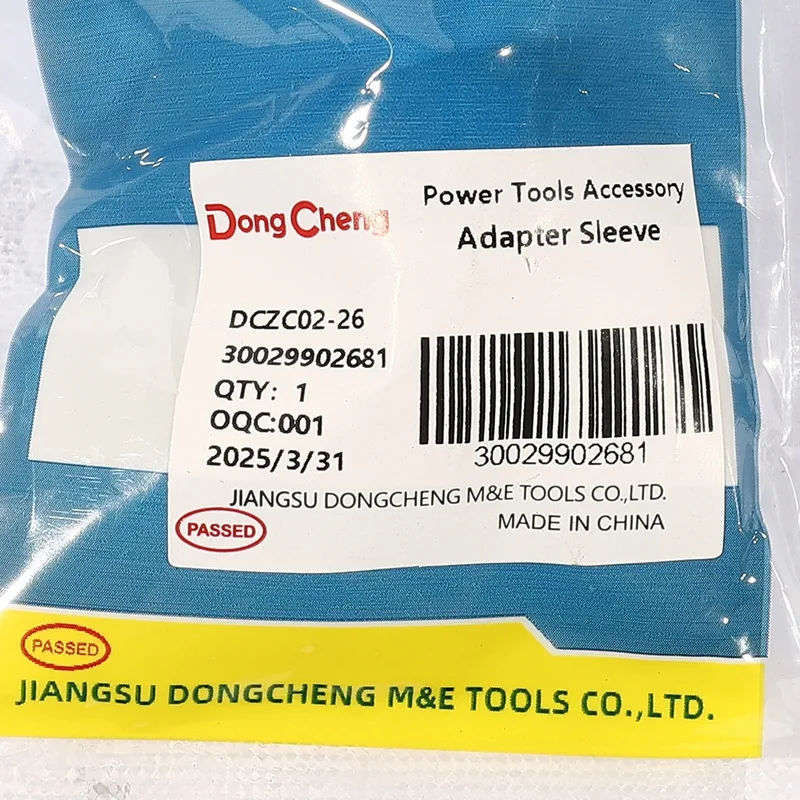 DongCheng
Power Tools Accessory
Adapter Sleeve
DCZC02-26
30029902681
QTY: 1
OQC:001
2025/3/31
30029902681
JIANGSU DONGCHENG M&E TOOLS CO.,LTD.
PASSED
MADE IN CHINA
PASSED
JIANGSU DONGCHENG M&E TOOLS CO.,LTD.